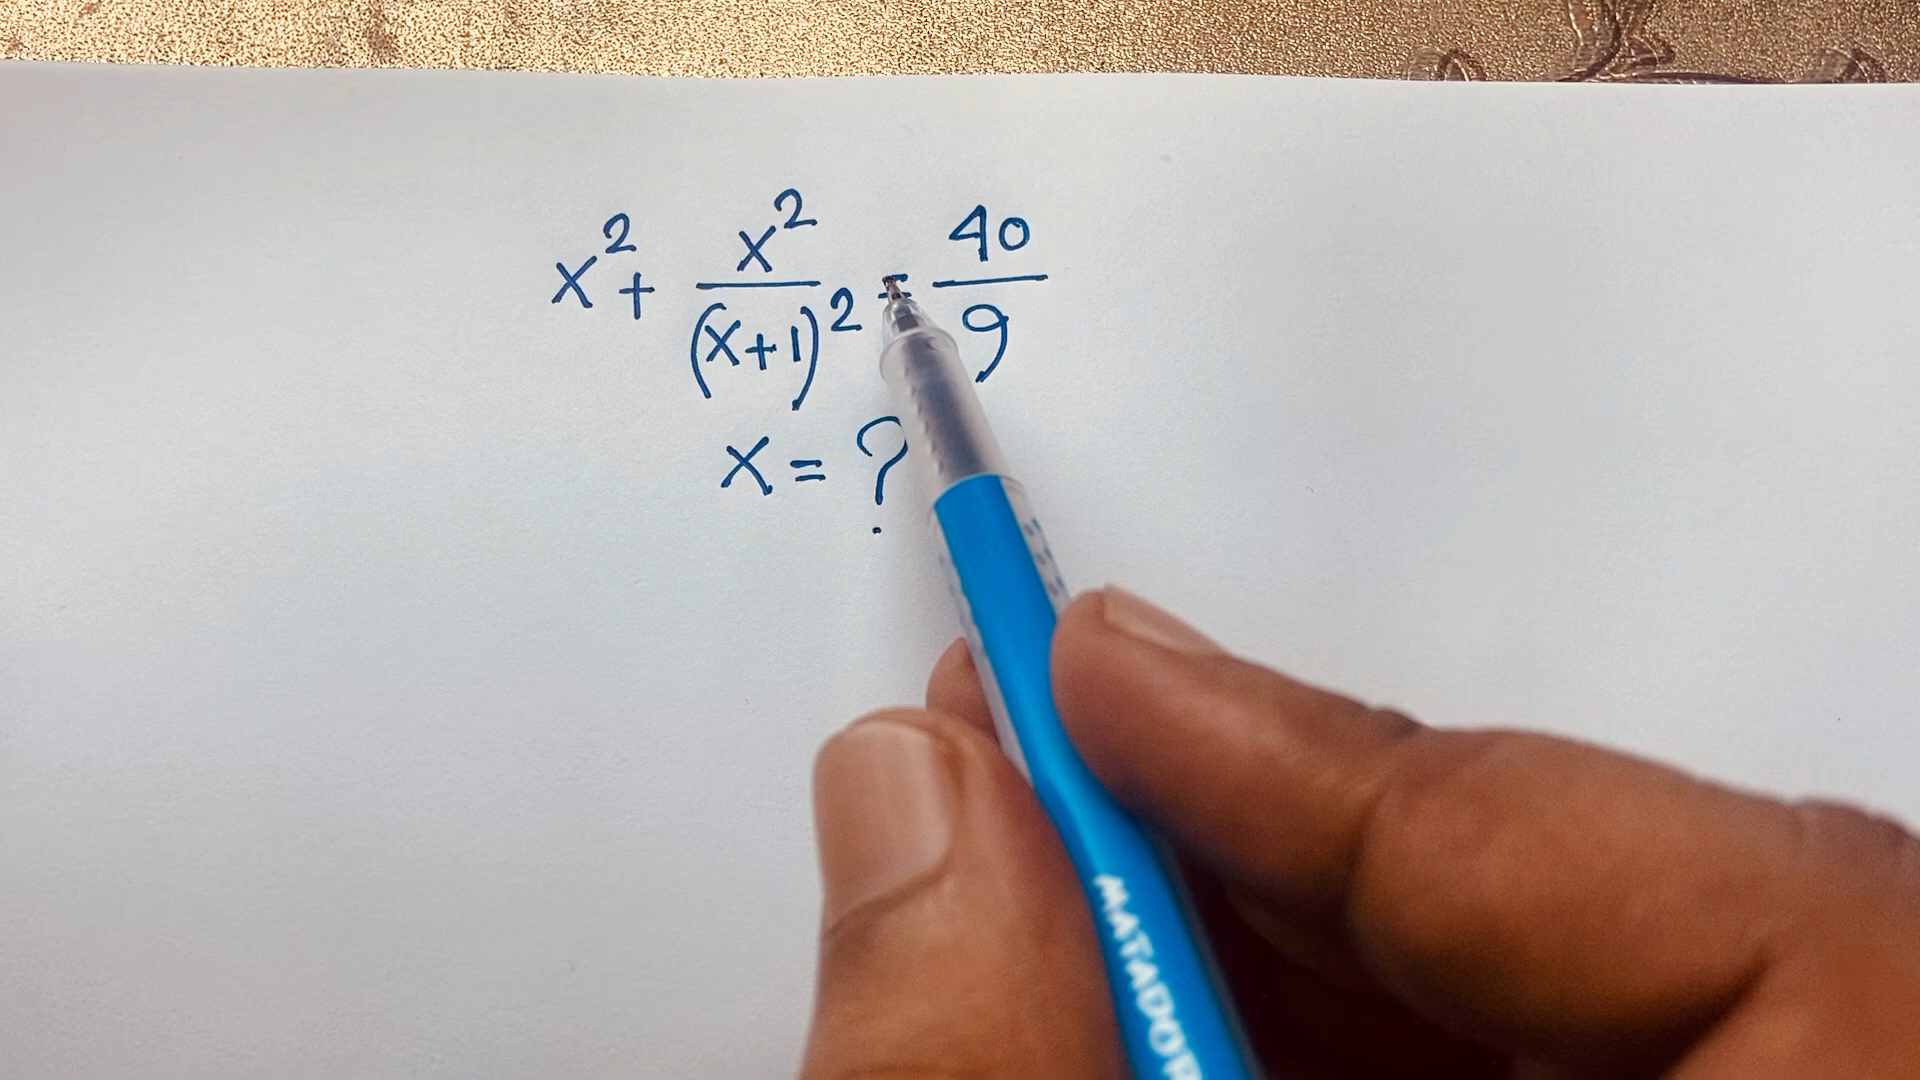 x² + x²/(x+1)² = 40/9
x = ?
MATADOR